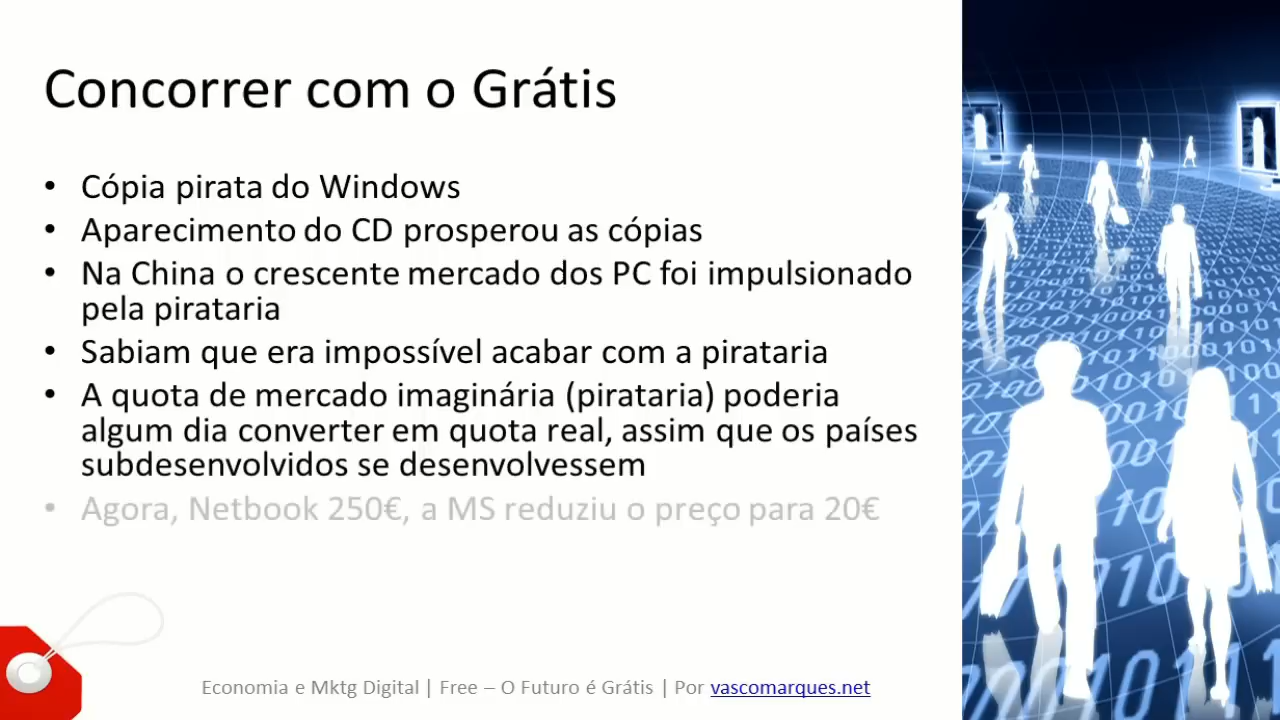 Concorrer com o Grátis
• Cópia pirata do Windows
• Aparecimento do CD prosperou as cópias
• Na China o crescente mercado dos PC foi impulsionado
pela pirataria
• Sabiam que era impossível acabar com a pirataria
• A quota de mercado imaginária (pirataria) poderia
algum dia converter em quota real, assim que os países
subdesenvolvidos se desenvolvessem
• Agora, Netbook 250€, a MS reduziu o preço para 20€
Economia e Mktg Digital | Free – O Futuro é Grátis | Por vascomarques.net